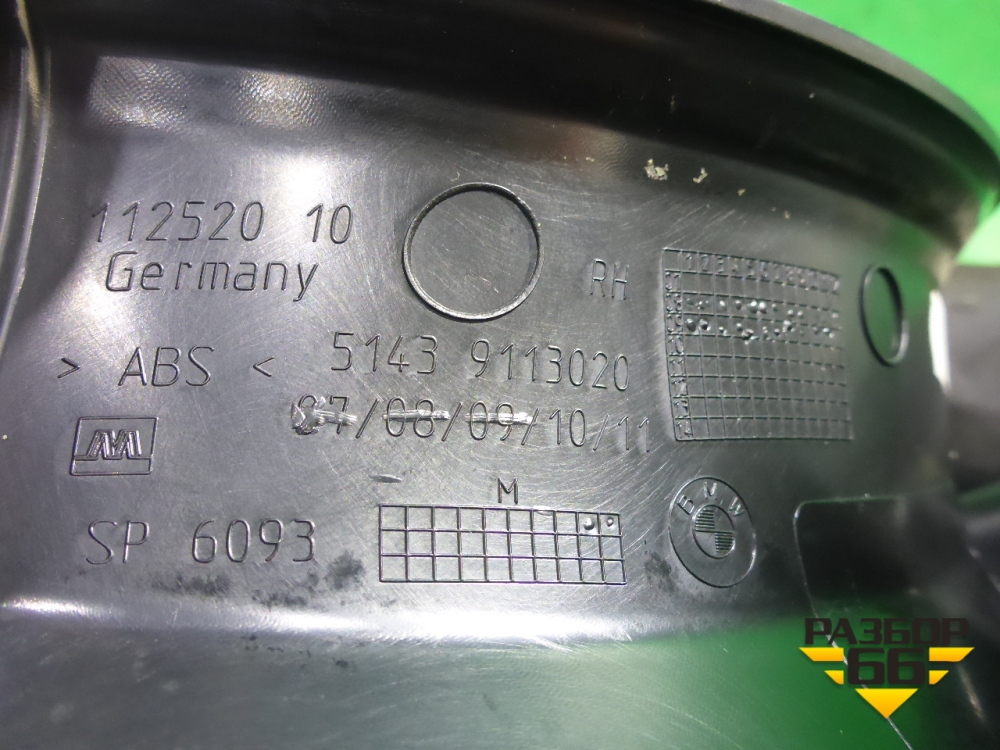 112520 10
Germany
RH
> ABS <
5143 9113020
07/08/09/10/11
M
BMW
SP 6093
РАЗБОР
66